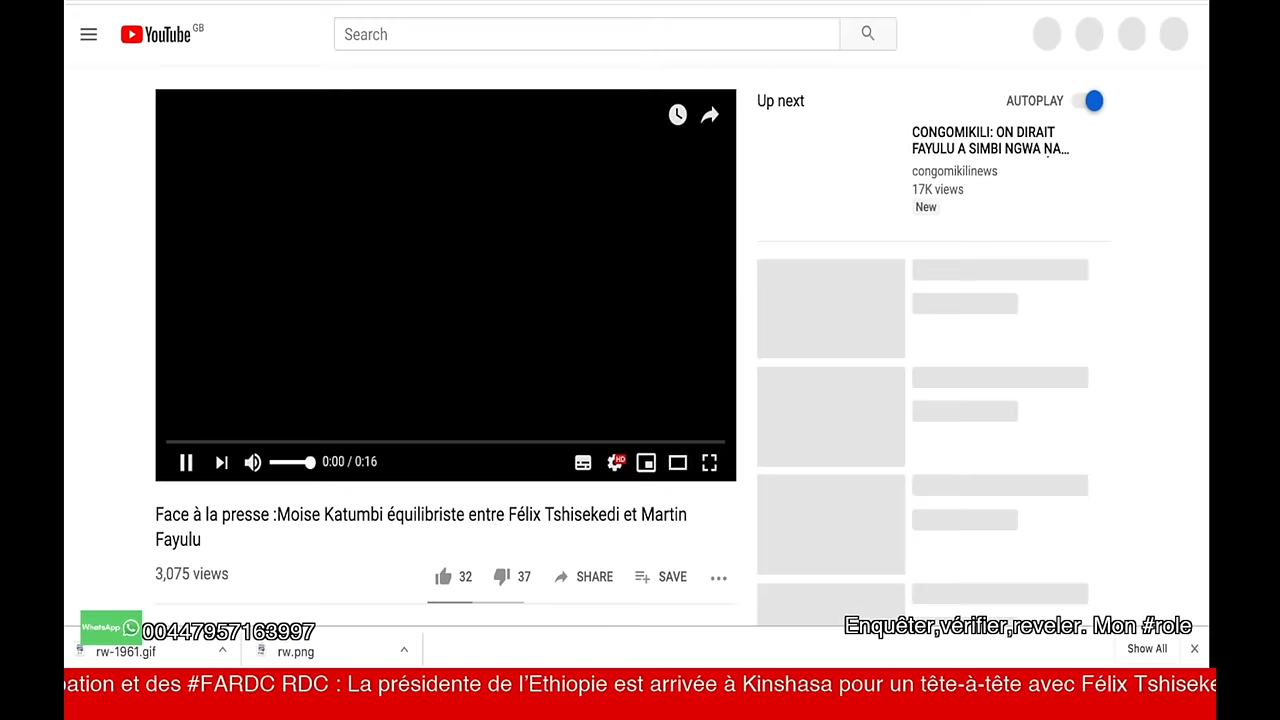 YouTube GB
Search
Up next
AUTOPLAY
CONGOMIKILI: ON DIRAIT
FAYULU A SIMBI NGWA NA...
congomikilinews
17K views
New
HD
0:00 / 0:16
Face à la presse :Moise Katumbi équilibriste entre Félix Tshisekedi et Martin
Fayulu
3,075 views
32
37
SHARE
SAVE
WhatsApp
00447957163997
Enquêter,vérifier,reveler. Mon #role
rw-1961.gif
rw.png
Show All
pation et des #FARDC RDC : La présidente de l'Ethiopie est arrivée à Kinshasa pour un tête-à-tête avec Félix Tshiseke